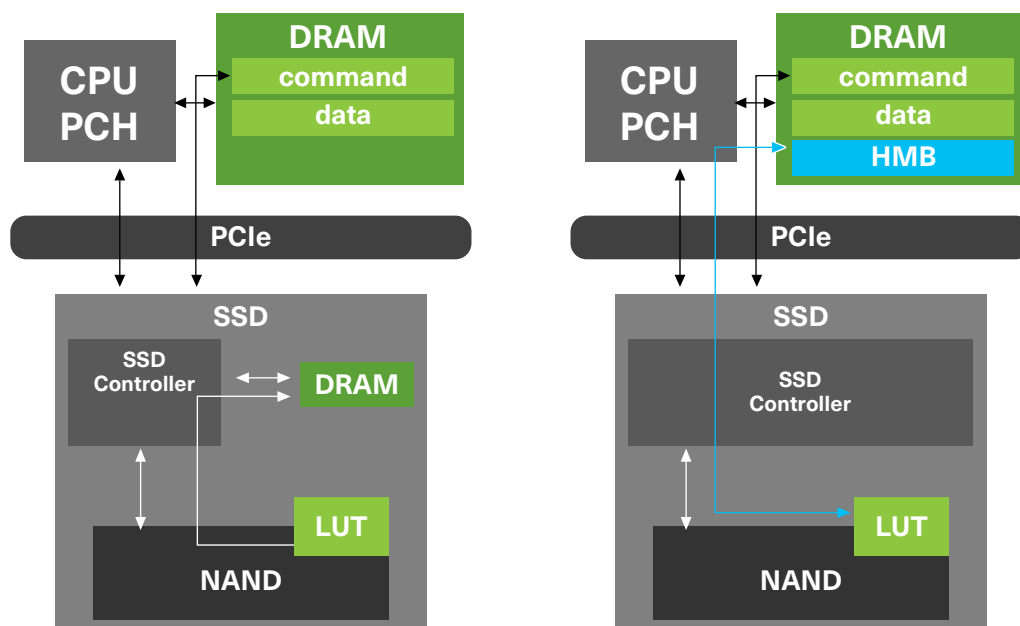 DRAM
CPU
PCH
command
data
PCIe
SSD
SSD
Controller
DRAM
LUT
NAND
DRAM
CPU
PCH
command
data
HMB
PCIe
SSD
SSD
Controller
LUT
NAND